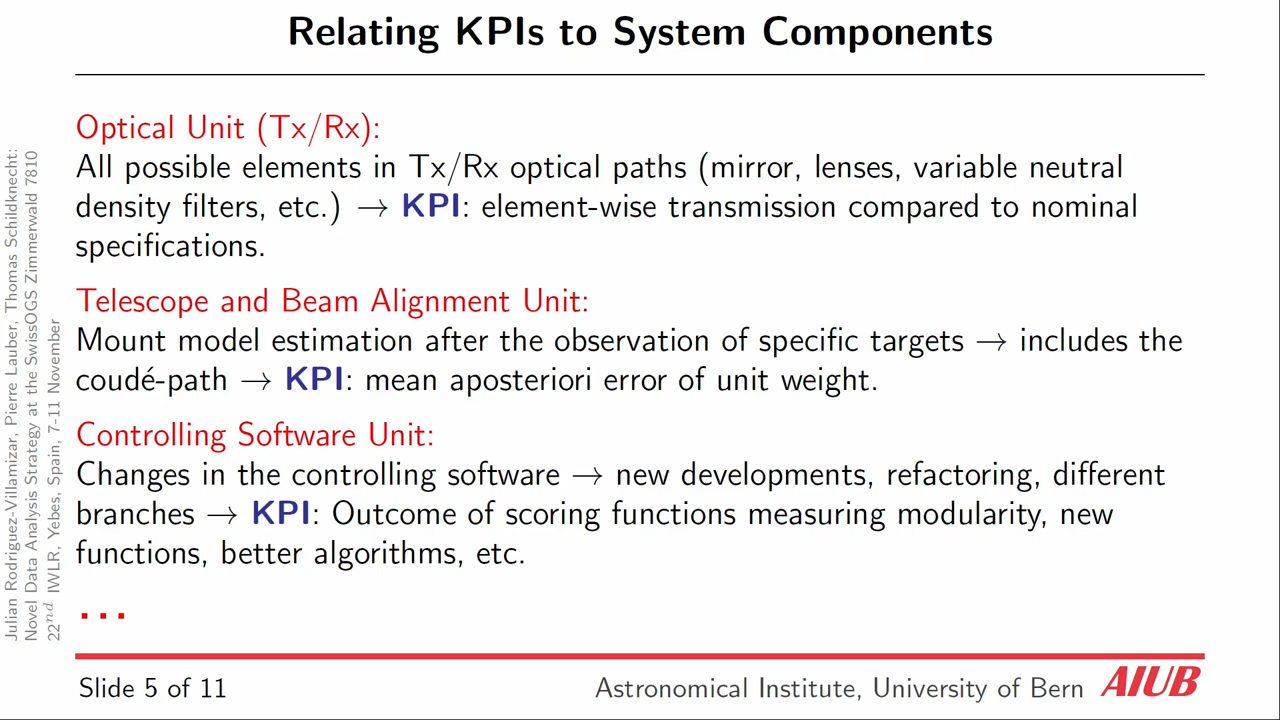 Relating KPIs to System Components
Optical Unit (Tx/Rx):
All possible elements in Tx/Rx optical paths (mirror, lenses, variable neutral
density filters, etc.) → KPI: element-wise transmission compared to nominal
specifications.
Telescope and Beam Alignment Unit:
Mount model estimation after the observation of specific targets → includes the
coudé-path → KPI: mean aposteriori error of unit weight.
Controlling Software Unit:
Changes in the controlling software → new developments, refactoring, different
branches → KPI: Outcome of scoring functions measuring modularity, new
functions, better algorithms, etc.
...
Julian Rodriguez-Villamizar, Pierre Lauber, Thomas Schildknecht:
Novel Data Analysis Strategy at the SwissOGS Zimmerwald 7810
22nd IWLR, Yebes, Spain, 7-11 November
Slide 5 of 11
Astronomical Institute, University of Bern AIUB